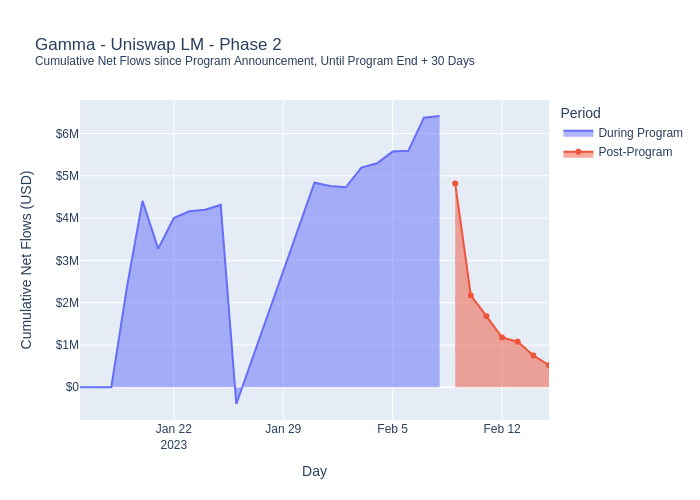 Gamma - Uniswap LM - Phase 2
Cumulative Net Flows since Program Announcement, Until Program End + 30 Days
Period
During Program
Post-Program
Cumulative Net Flows (USD)
$6M
$5M
$4M
$3M
$2M
$1M
$0
Jan 22
2023
Jan 29
Feb 5
Feb 12
Day